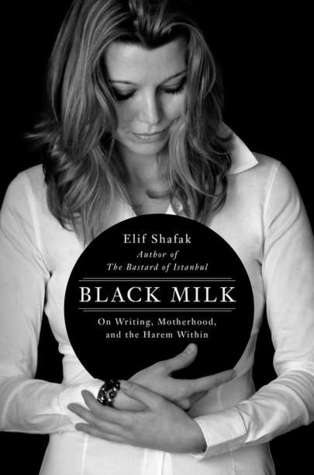 Elif Shafak
Author of
The Bastard of Istanbul
BLACK MILK
On Writing, Motherhood,
and the Harem Within